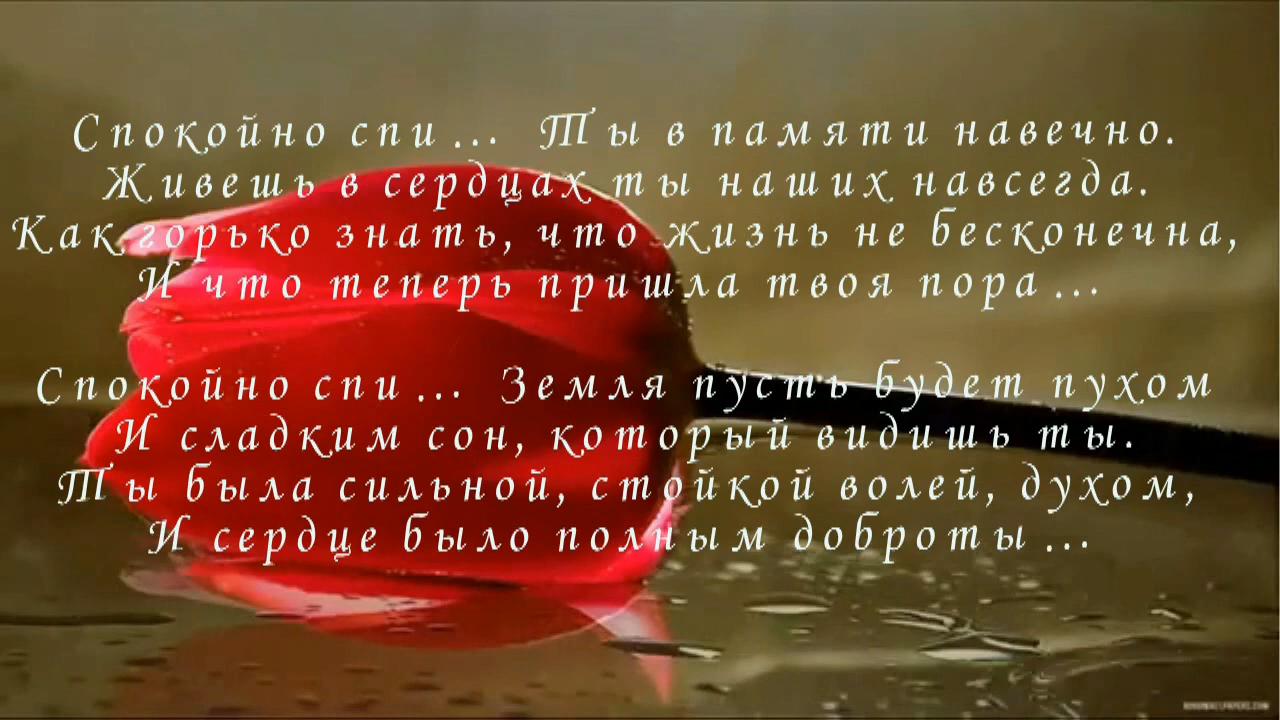 Спокойно спи... Ты в памяти навечно.
Живешь в сердцах ты наших навсегда.
Как горько знать, что жизнь не бесконечна,
И что теперь пришла твоя пора...
Спокойно спи... Земля пусть будет пухом
И сладким сон, который видишь ты.
Ты была сильной, стойкой волей, духом,
И сердце было полным доброты...